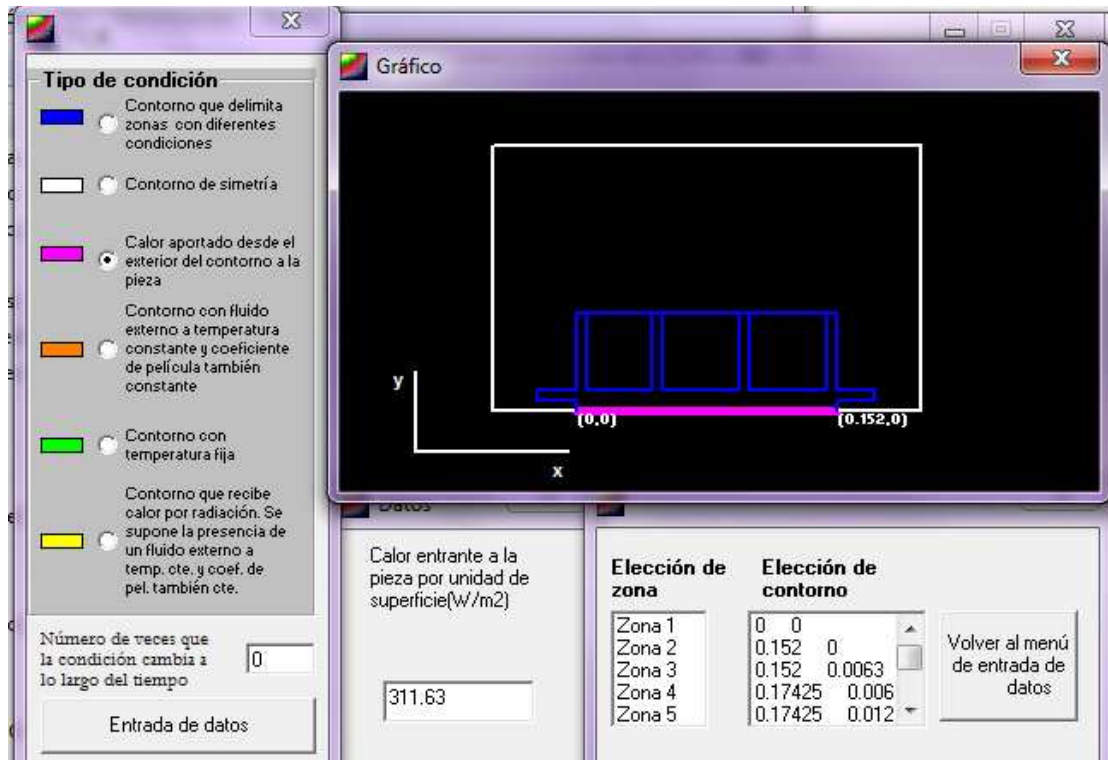 Tipo de condición
Contorno que delimita
zonas con diferentes
condiciones
Contorno de simetría
Calor aportado desde el
exterior del contorno a la
pieza
Contorno con fluido
externo a temperatura
constante y coeficiente
de película también
constante
Contorno con
temperatura fija
Contorno que recibe
calor por radiación. Se
supone la presencia de
un fluido externo a
temp. cte. y coef. de
pel. también cte.
Número de veces que
la condición cambia a
lo largo del tiempo
0
Entrada de datos
Gráfico
y
x
(0,0)
(0.152,0)
Datos
Calor entrante a la
pieza por unidad de
superficie(W/m2)
311.63
Elección de
zona
Zona 1
Zona 2
Zona 3
Zona 4
Zona 5
Elección de
contorno
0 0
0.152 0
0.152 0.0063
0.17425 0.006
0.17425 0.012
Volver al menú
de entrada de
datos